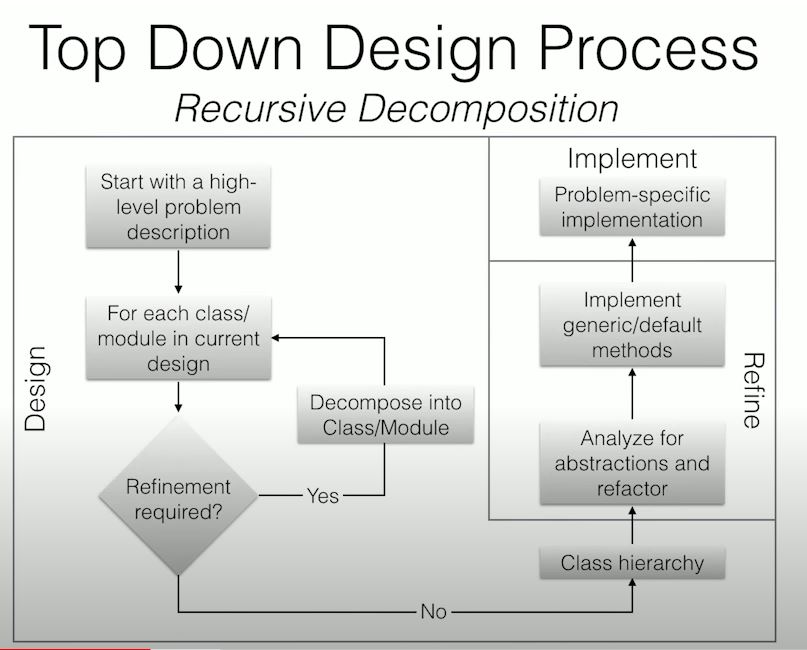 Top Down Design Process
Recursive Decomposition
Design
Start with a high-
level problem
description
For each class/
module in current
design
Decompose into
Class/Module
Refinement
required?
Yes
No
Class hierarchy
Analyze for
abstractions and
refactor
Implement
generic/default
methods
Refine
Implement
Problem-specific
implementation